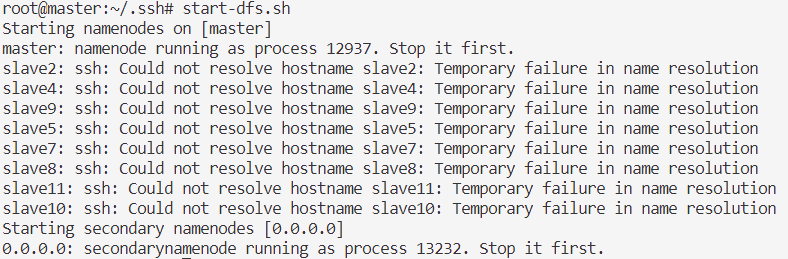 root@master:~/.ssh# start-dfs.sh
Starting namenodes on [master]
master: namenode running as process 12937. Stop it first.
slave2: ssh: Could not resolve hostname slave2: Temporary failure in name resolution
slave4: ssh: Could not resolve hostname slave4: Temporary failure in name resolution
slave9: ssh: Could not resolve hostname slave9: Temporary failure in name resolution
slave5: ssh: Could not resolve hostname slave5: Temporary failure in name resolution
slave7: ssh: Could not resolve hostname slave7: Temporary failure in name resolution
slave8: ssh: Could not resolve hostname slave8: Temporary failure in name resolution
slave11: ssh: Could not resolve hostname slave11: Temporary failure in name resolution
slave10: ssh: Could not resolve hostname slave10: Temporary failure in name resolution
Starting secondary namenodes [0.0.0.0]
0.0.0.0: secondarynamenode running as process 13232. Stop it first.